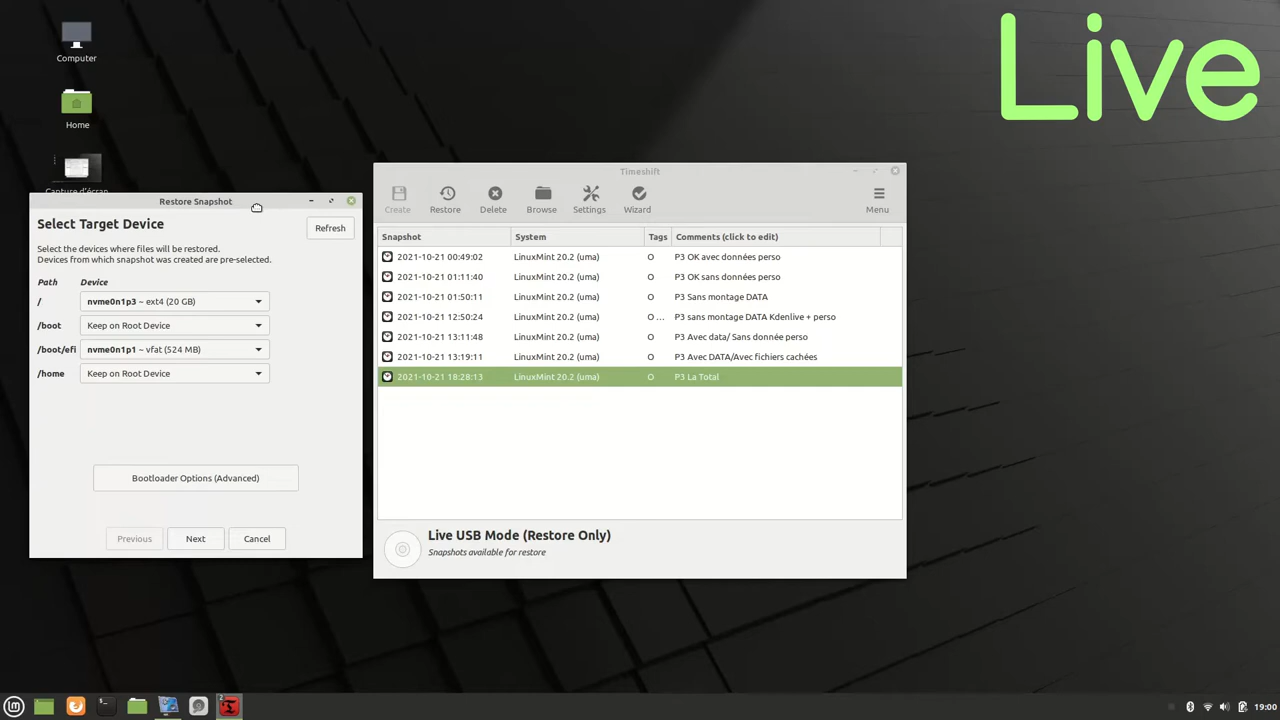 Live
Computer
Home
Capture d'écran
Restore Snapshot
Select Target Device
Refresh
Select the devices where files will be restored.
Devices from which snapshot was created are pre-selected.
Path Device
/ nvme0n1p3 ~ ext4 (20 GB)
/boot Keep on Root Device
/boot/efi nvme0n1p1 ~ vfat (524 MB)
/home Keep on Root Device
Bootloader Options (Advanced)
Previous Next Cancel
Timeshift
Create Restore Delete Browse Settings Wizard Menu
Snapshot System Tags Comments (click to edit)
2021-10-21 00:49:02 LinuxMint 20.2 (uma) O P3 OK avec données perso
2021-10-21 01:11:40 LinuxMint 20.2 (uma) O P3 OK sans données perso
2021-10-21 01:50:11 LinuxMint 20.2 (uma) O P3 Sans montage DATA
2021-10-21 12:50:24 LinuxMint 20.2 (uma) O ... P3 sans montage DATA Kdenlive + perso
2021-10-21 13:11:48 LinuxMint 20.2 (uma) O P3 Avec data/ Sans donnée perso
2021-10-21 13:19:11 LinuxMint 20.2 (uma) O P3 Avec DATA/Avec fichiers cachées
2021-10-21 18:28:13 LinuxMint 20.2 (uma) O P3 La Total
Live USB Mode (Restore Only)
Snapshots available for restore
2
19:00